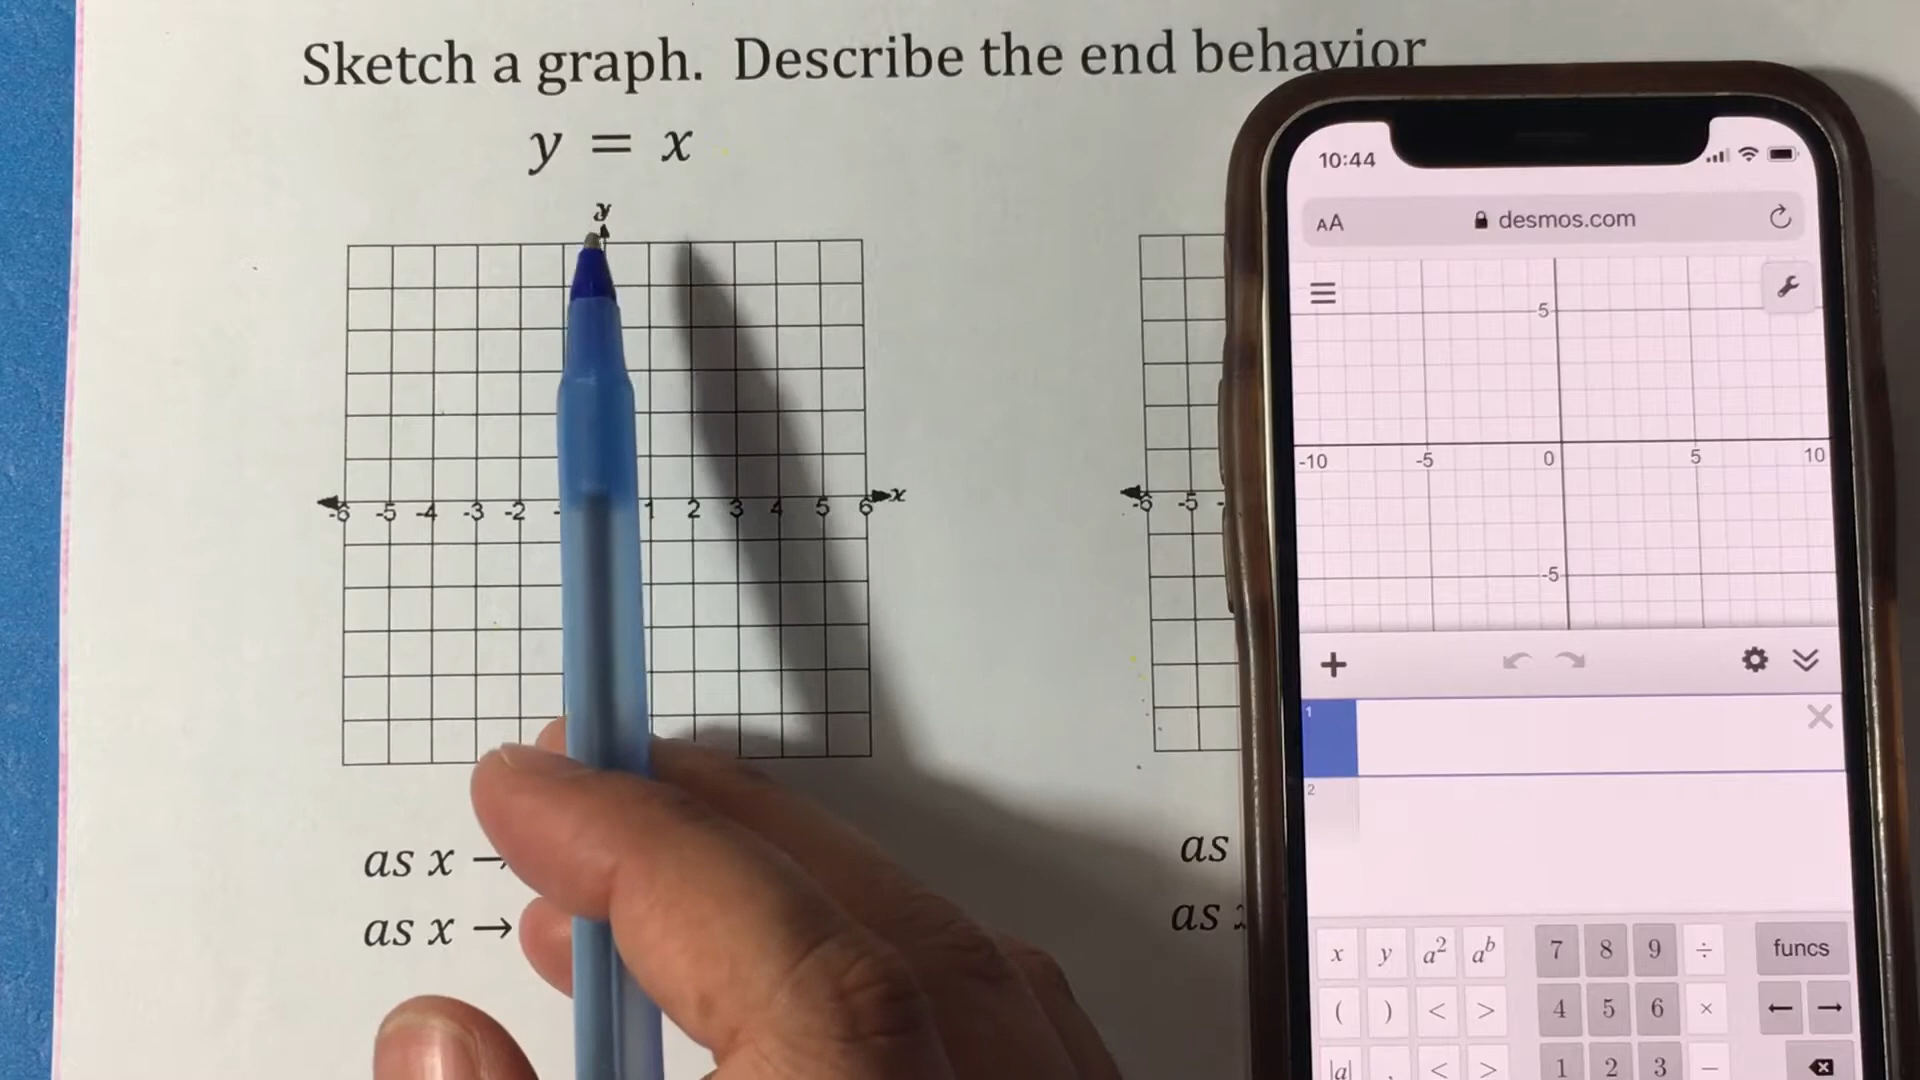 Sketch a graph. Describe the end behavior
y = x
y
-6 -5 -4 -3 -2 - 1 2 3 4 5 6 x
as x →
as x →
-6 -5 -
as
as x
10:44
AA desmos.com
5
-10 -5 0 5 10
-5
+
1
2
x y a² aᵇ 7 8 9 ÷ funcs
( ) < > 4 5 6 × ← →
|a| , < > 1 2 3 −